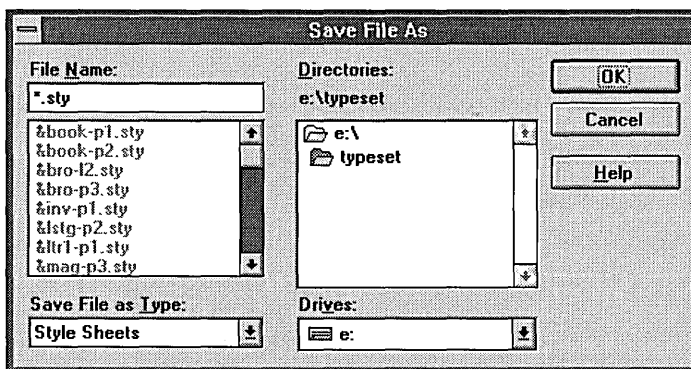 Save File As
File Name:
*.sty
&book-p1.sty
&book-p2.sty
&bro-l2.sty
&bro-p3.sty
&inv-p1.sty
&lstg-p2.sty
&ltr1-p1.sty
&mag-p3.sty
Save File as Type:
Style Sheets
Directories:
e:\typeset
e:\
typeset
Drives:
e:
OK
Cancel
Help